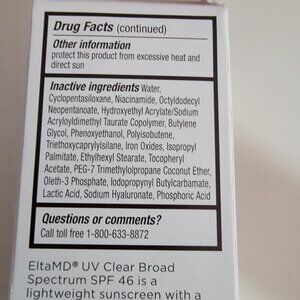 Drug Facts (continued)
Other information
protect this product from excessive heat and
direct sun
Inactive ingredients Water,
Cyclopentasiloxane, Niacinamide, Octyldodecyl
Neopentanoate, Hydroxyethyl Acrylate/Sodium
Acryloyldimethyl Taurate Copolymer, Butylene
Glycol, Phenoxyethanol, Polyisobutene,
Triethoxycaprylylsilane, Iron Oxides, Isopropyl
Palmitate, Ethylhexyl Stearate, Tocopheryl
Acetate, PEG-7 Trimethylolpropane Coconut Ether,
Oleth-3 Phosphate, Iodopropynyl Butylcarbamate,
Lactic Acid, Sodium Hyaluronate, Phosphoric Acid
Questions or comments?
Call toll free 1-800-633-8872
EltaMD® UV Clear Broad
Spectrum SPF 46 is a
lightweight sunscreen with a